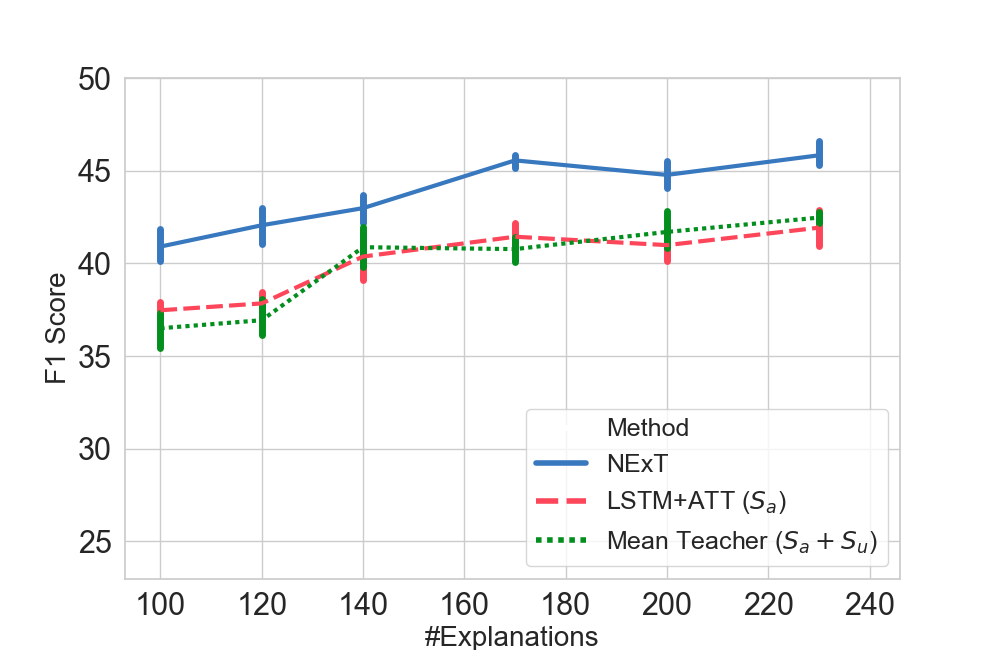 50
45
40
35
30
25
F1 Score
Method
NExT
LSTM+ATT (Sₐ)
Mean Teacher (Sₐ + Sᵤ)
100 120 140 160 180 200 220 240
#Explanations